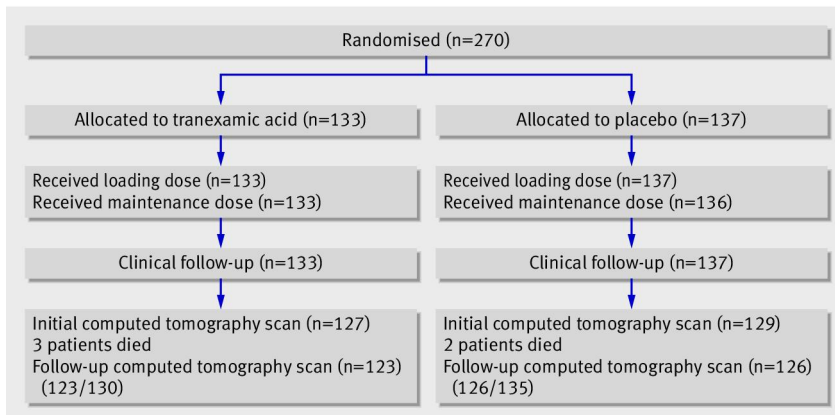 Randomised (n=270)
Allocated to tranexamic acid (n=133)
Allocated to placebo (n=137)
Received loading dose (n=133)
Received maintenance dose (n=133)
Received loading dose (n=137)
Received maintenance dose (n=136)
Clinical follow-up (n=133)
Clinical follow-up (n=137)
Initial computed tomography scan (n=127)
3 patients died
Follow-up computed tomography scan (n=123)
(123/130)
Initial computed tomography scan (n=129)
2 patients died
Follow-up computed tomography scan (n=126)
(126/135)